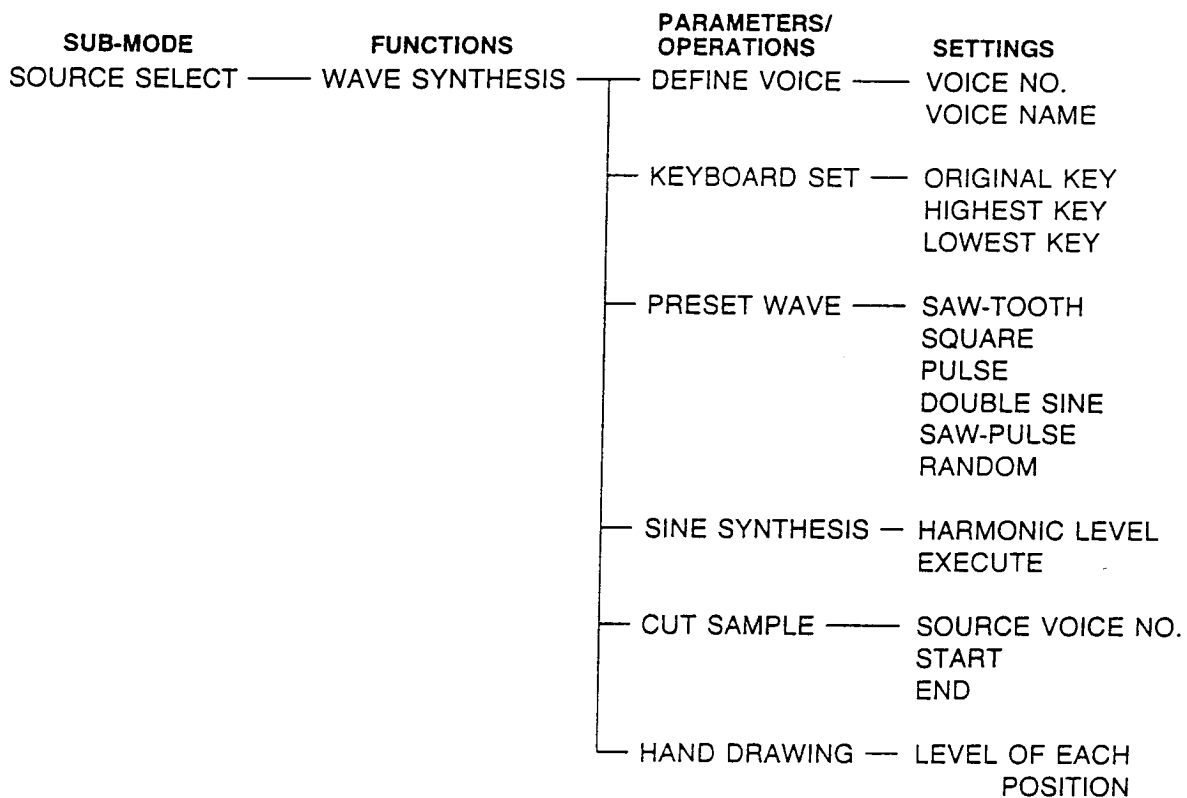 SUB-MODE FUNCTIONS PARAMETERS/ OPERATIONS SETTINGS
SOURCE SELECT WAVE SYNTHESIS DEFINE VOICE VOICE NO.
VOICE NAME
KEYBOARD SET ORIGINAL KEY
HIGHEST KEY
LOWEST KEY
PRESET WAVE SAW-TOOTH
SQUARE
PULSE
DOUBLE SINE
SAW-PULSE
RANDOM
SINE SYNTHESIS HARMONIC LEVEL
EXECUTE
CUT SAMPLE SOURCE VOICE NO.
START
END
HAND DRAWING LEVEL OF EACH
POSITION